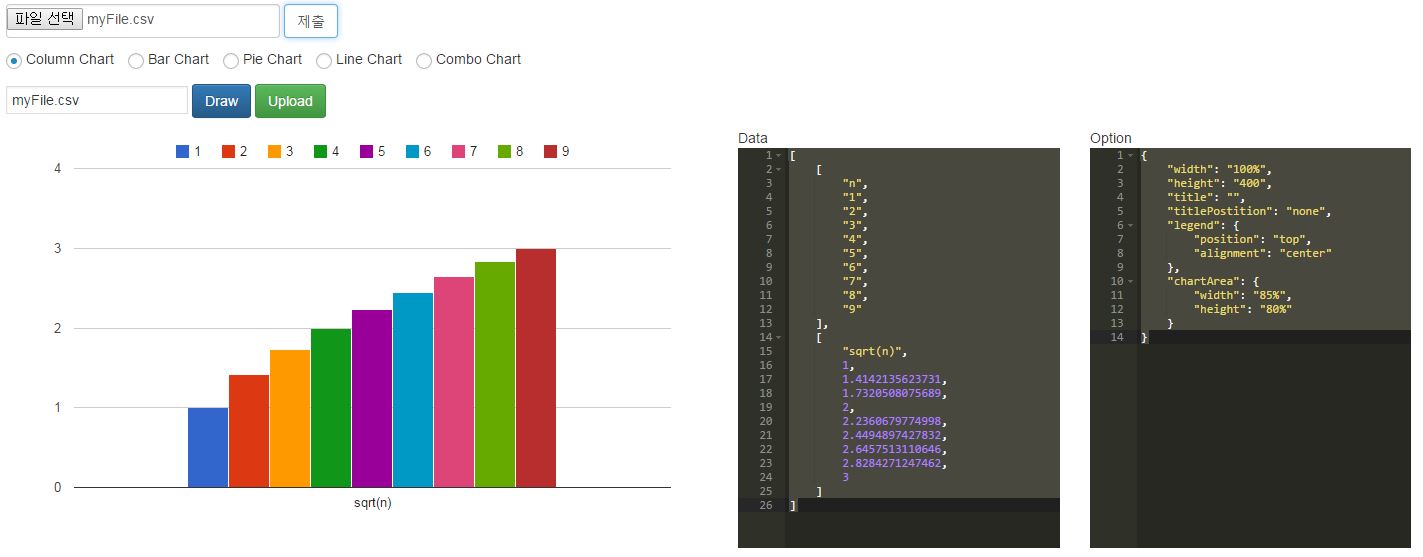 파일 선택 myFile.csv 제출
Column Chart Bar Chart Pie Chart Line Chart Combo Chart
myFile.csv Draw Upload
1 2 3 4 5 6 7 8 9
4
3
2
1
0
sqrt(n)
Data
1 [
2 [
3 "n",
4 "1",
5 "2",
6 "3",
7 "4",
8 "5",
9 "6",
10 "7",
11 "8",
12 "9"
13 ],
14 [
15 "sqrt(n)",
16 1,
17 1.4142135623731,
18 1.7320508075689,
19 2,
20 2.2360679774998,
21 2.4494897427832,
22 2.6457513110646,
23 2.8284271247462,
24 3
25 ]
26 ]
Option
1 {
2 "width": "100%",
3 "height": "400",
4 "title": "",
5 "titlePostition": "none",
6 "legend": {
7 "position": "top",
8 "alignment": "center"
9 },
10 "chartArea": {
11 "width": "85%",
12 "height": "80%"
13 }
14 }